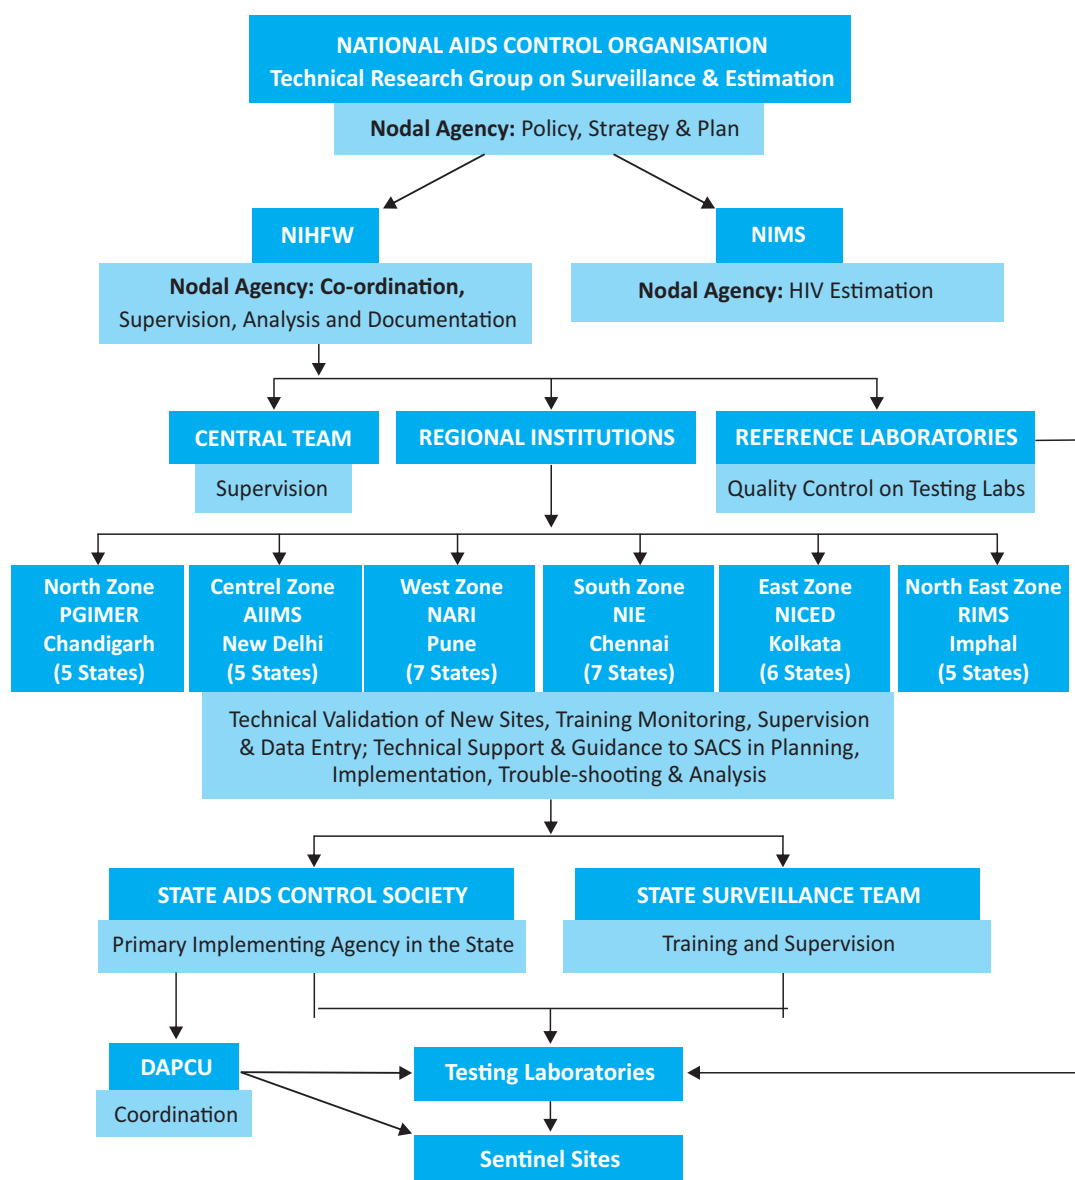 NATIONAL AIDS CONTROL ORGANISATION
Technical Research Group on Surveillance & Estimation
Nodal Agency: Policy, Strategy & Plan
NIHFW
NIMS
Nodal Agency: Co-ordination,
Supervision, Analysis and Documentation
Nodal Agency: HIV Estimation
CENTRAL TEAM
REGIONAL INSTITUTIONS
REFERENCE LABORATORIES
Supervision
Quality Control on Testing Labs
North Zone
PGIMER
Chandigarh
(5 States)
Centrel Zone
AIIMS
New Delhi
(5 States)
West Zone
NARI
Pune
(7 States)
South Zone
NIE
Chennai
(7 States)
East Zone
NICED
Kolkata
(6 States)
North East Zone
RIMS
Imphal
(5 States)
Technical Validation of New Sites, Training Monitoring, Supervision
& Data Entry; Technical Support & Guidance to SACS in Planning,
Implementation, Trouble-shooting & Analysis
STATE AIDS CONTROL SOCIETY
STATE SURVEILLANCE TEAM
Primary Implementing Agency in the State
Training and Supervision
DAPCU
Testing Laboratories
Coordination
Sentinel Sites